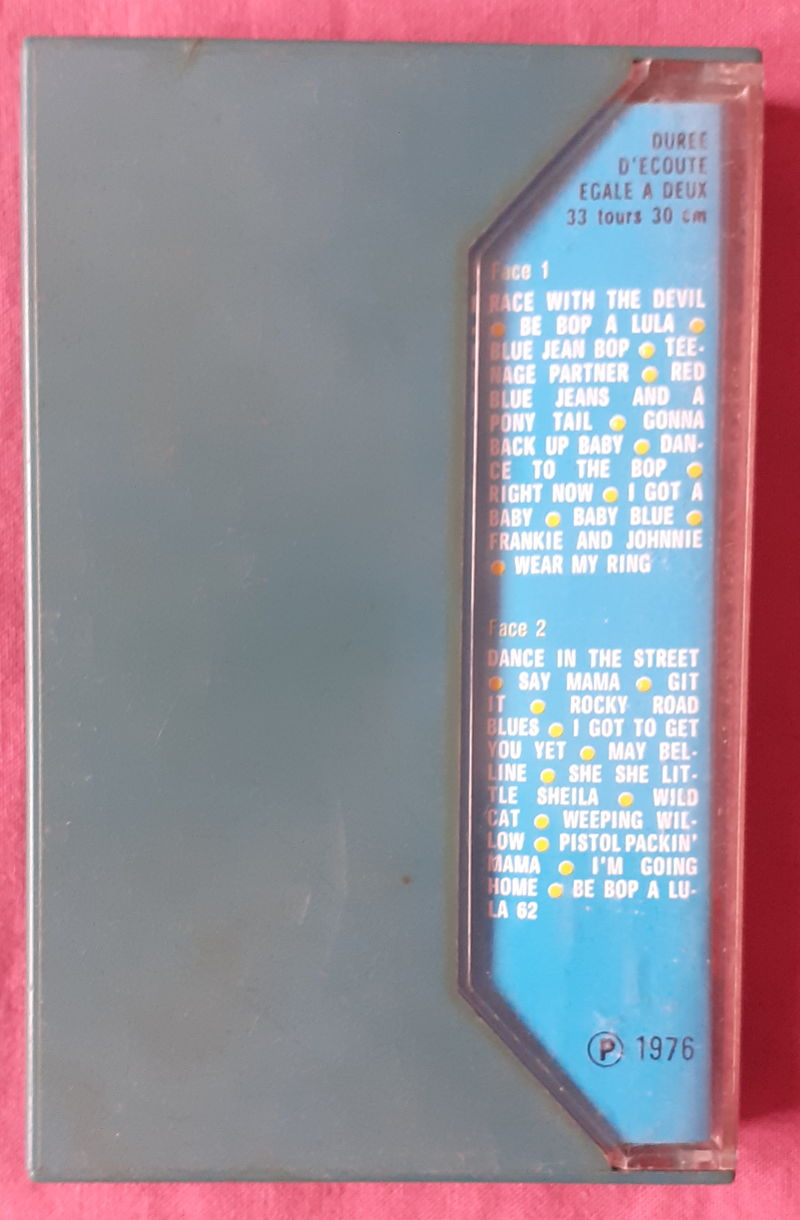 DUREE
D'ECOUTE
EGALE A DEUX
33 tours 30 cm
Face 1
RACE WITH THE DEVIL
● BE BOP A LULA ●
BLUE JEAN BOP ● TEE-
NAGE PARTNER ● RED
BLUE JEANS AND A
PONY TAIL ● GONNA
BACK UP BABY ● DAN-
CE TO THE BOP ●
RIGHT NOW ● I GOT A
BABY ● BABY BLUE ●
FRANKIE AND JOHNNIE
● WEAR MY RING
Face 2
DANCE IN THE STREET
● SAY MAMA ● GIT
IT ● ROCKY ROAD
BLUES ● I GOT TO GET
YOU YET ● MAY BEL-
LINE ● SHE SHE LIT-
TLE SHEILA ● WILD
CAT ● WEEPING WIL-
LOW ● PISTOL PACKIN'
MAMA ● I'M GOING
HOME ● BE BOP A LU-
LA 62
Ⓟ 1976